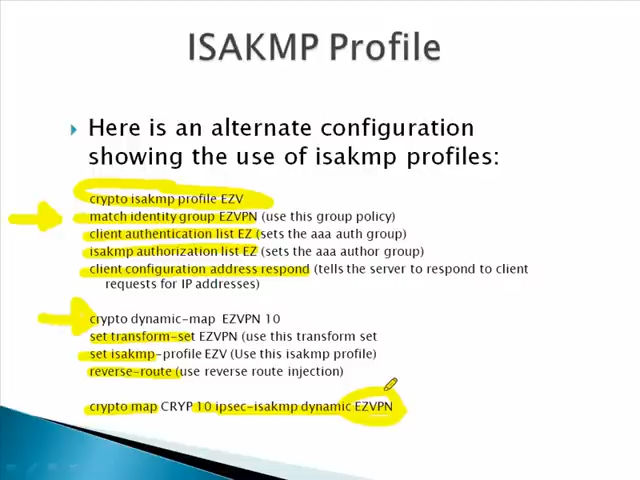 ISAKMP Profile
Here is an alternate configuration
showing the use of isakmp profiles:
crypto isakmp profile EZV
match identity group EZVPN (use this group policy)
client authentication list EZ (sets the aaa auth group)
isakmp authorization list EZ (sets the aaa author group)
client configuration address respond (tells the server to respond to client
requests for IP addresses)
crypto dynamic-map EZVPN 10
set transform-set EZVPN (use this transform set
set isakmp-profile EZV (Use this isakmp profile)
reverse-route (use reverse route injection)
crypto map CRYP 10 ipsec-isakmp dynamic EZVPN